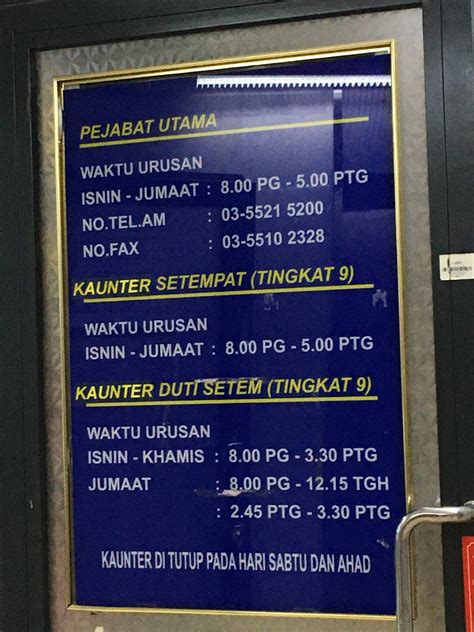 PEJABAT UTAMA
WAKTU URUSAN
ISNIN - JUMAAT : 8.00 PG - 5.00 PTG
NO.TEL.AM : 03-5521 5200
NO.FAX : 03-5510 2328
KAUNTER SETEMPAT (TINGKAT 9)
WAKTU URUSAN
ISNIN - JUMAAT : 8.00 PG - 5.00 PTG
KAUNTER DUTI SETEM (TINGKAT 9)
WAKTU URUSAN
ISNIN - KHAMIS : 8.00 PG - 3.30 PTG
JUMAAT : 8.00 PG - 12.15 TGH
: 2.45 PTG - 3.30 PTG
KAUNTER DI TUTUP PADA HARI SABTU DAN AHAD